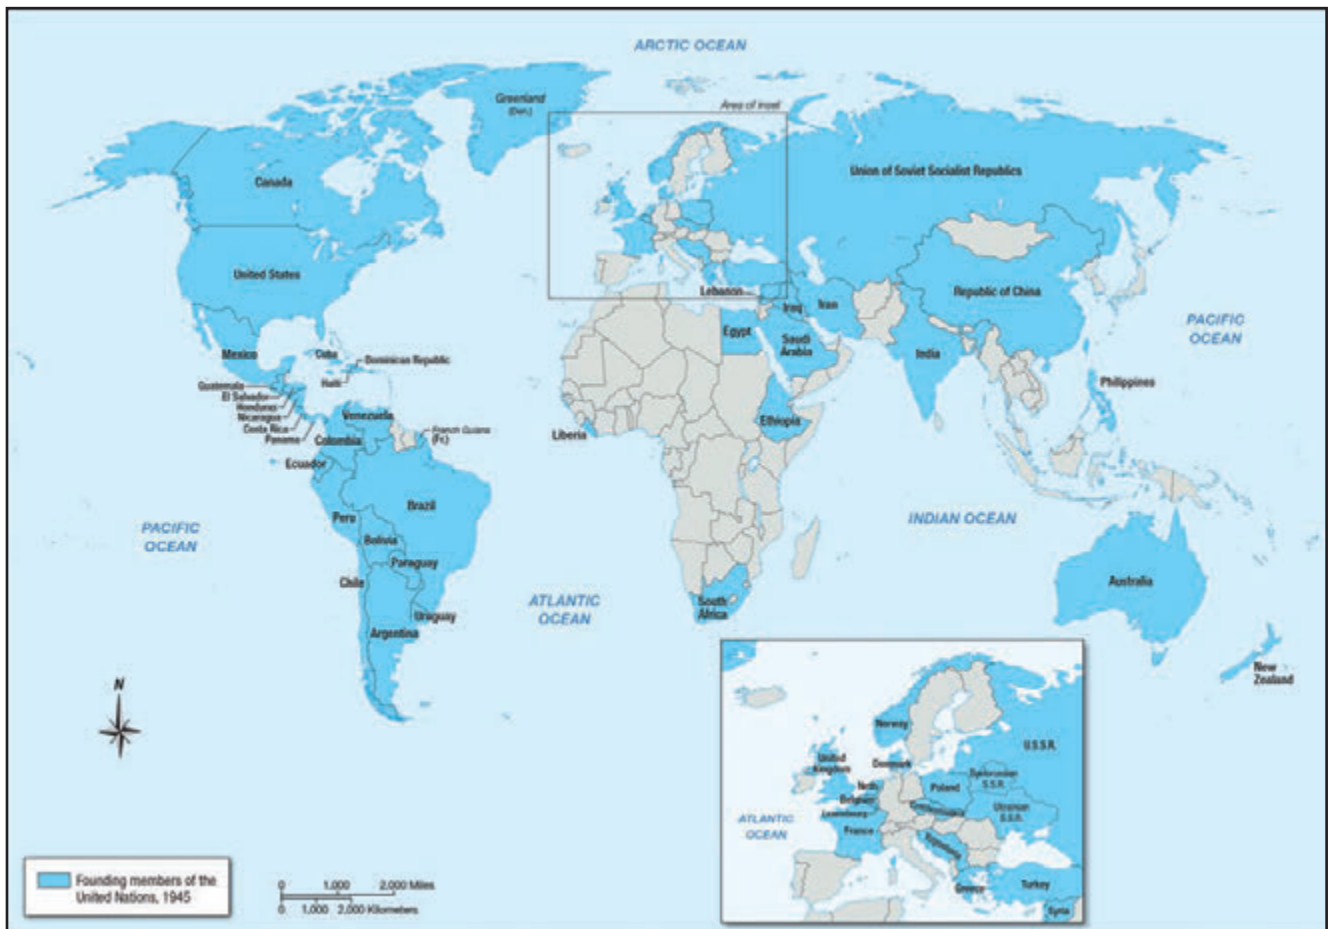 ARCTIC OCEAN
Greenland
(Den.)
Area of inset
Canada
Union of Soviet Socialist Republics
United States
Lebanon
Iraq
Iran
Republic of China
Egypt
Saudi
Arabia
India
PACIFIC
OCEAN
Mexico
Cuba
Dominican Republic
Haiti
Guatemala
El Salvador
Honduras
Nicaragua
Costa Rica
Panama
Venezuela
Colombia
French Guiana
(Fr.)
Philippines
Liberia
Ethiopia
Ecuador
Brazil
Peru
PACIFIC
OCEAN
INDIAN OCEAN
Bolivia
Paraguay
Chile
Australia
ATLANTIC
OCEAN
South
Africa
Uruguay
Argentina
New
Zealand
N
Norway
U.S.S.R.
United
Kingdom
Denmark
Neth.
Belgium
Luxembourg
Poland
S.S.R.
Czechoslovakia
Ukrainian
S.S.R.
ATLANTIC
OCEAN
France
Yugoslavia
Greece
Turkey
Syria
Founding members of the
United Nations, 1945
0 1,000 2,000 Miles
0 1,000 2,000 Kilometers